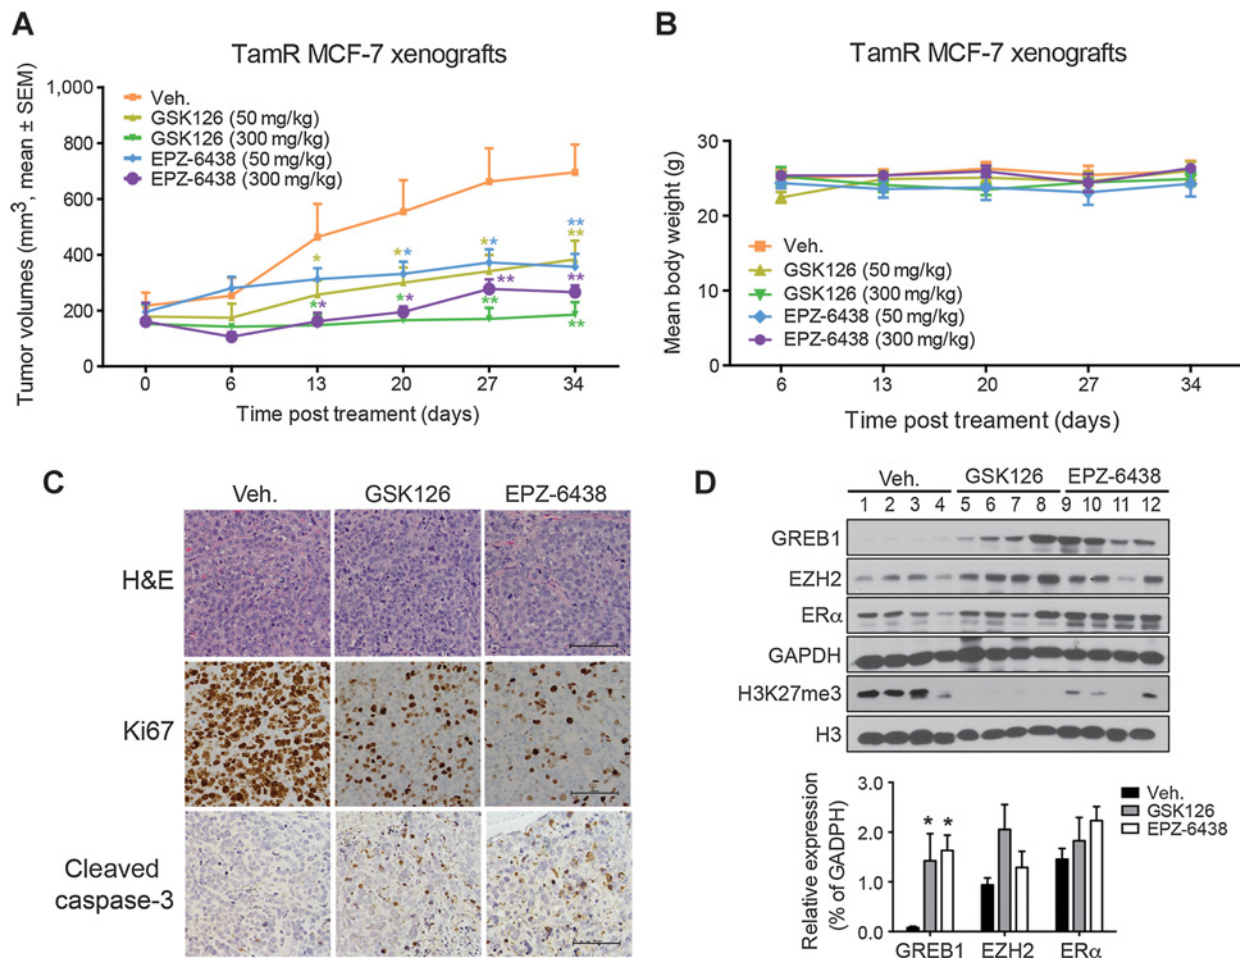 A
TamR MCF-7 xenografts
Tumor volumes (mm³, mean ± SEM)
1,000
800
600
400
200
0
Veh.
GSK126 (50 mg/kg)
GSK126 (300 mg/kg)
EPZ-6438 (50 mg/kg)
EPZ-6438 (300 mg/kg)
*
**
**
**
**
**
**
**
**
**
0 6 13 20 27 34
Time post treament (days)
B
TamR MCF-7 xenografts
Mean body weight (g)
30
20
10
0
Veh.
GSK126 (50 mg/kg)
GSK126 (300 mg/kg)
EPZ-6438 (50 mg/kg)
EPZ-6438 (300 mg/kg)
6 13 20 27 34
Time post treament (days)
C
Veh. GSK126 EPZ-6438
H&E
Ki67
Cleaved
caspase-3
D
Veh. GSK126 EPZ-6438
1 2 3 4 5 6 7 8 9 10 11 12
GREB1
EZH2
ERα
GAPDH
H3K27me3
H3
Relative expression
(% of GADPH)
3.0
2.0
1.0
0.0
* *
Veh.
GSK126
EPZ-6438
GREB1 EZH2 ERα